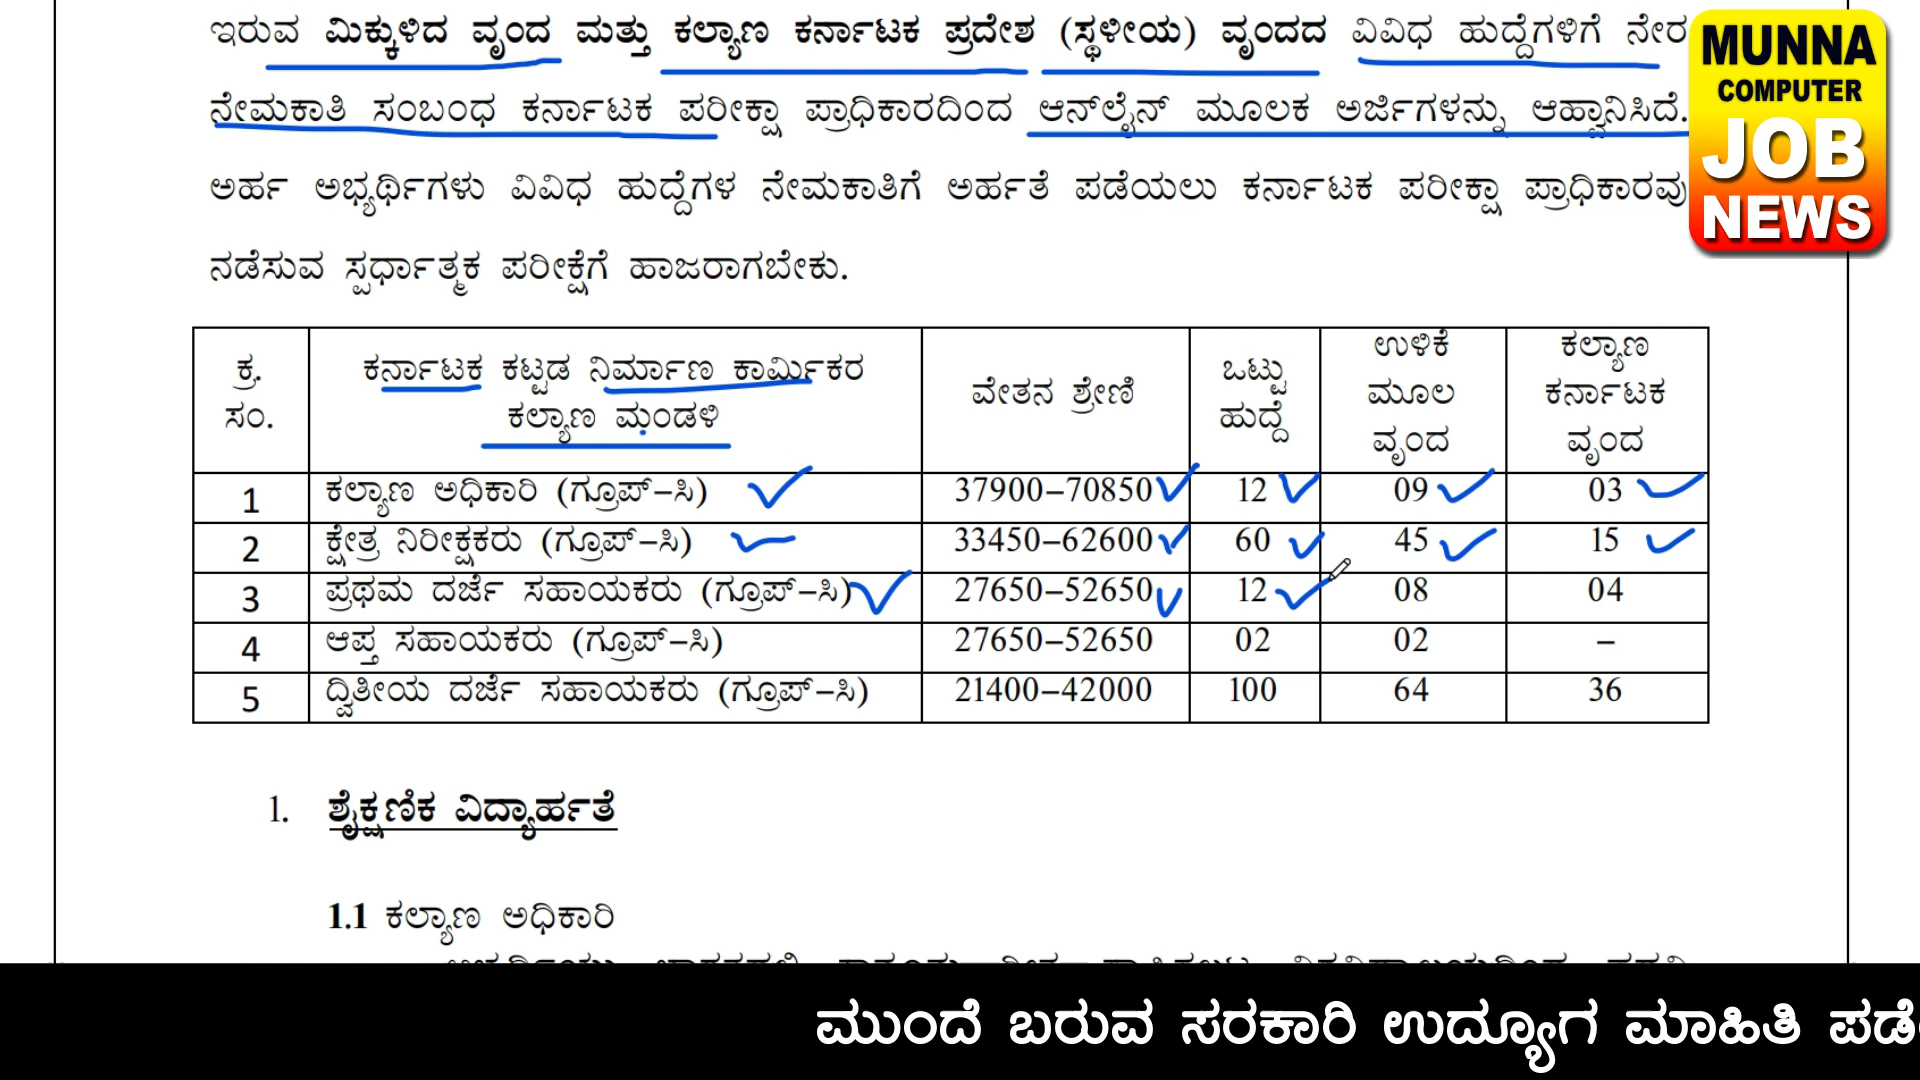 ಇರುವ ಮಿಕ್ಕುಳಿದ ವೃಂದ ಮತ್ತು ಕಲ್ಯಾಣ ಕರ್ನಾಟಕ ಪ್ರದೇಶ (ಸ್ಥಳೀಯ) ವೃಂದದ ವಿವಿಧ ಹುದ್ದೆಗಳಿಗೆ ನೇರ
ನೇಮಕಾತಿ ಸಂಬಂಧ ಕರ್ನಾಟಕ ಪರೀಕ್ಷಾ ಪ್ರಾಧಿಕಾರದಿಂದ ಆನ್‌ಲೈನ್ ಮೂಲಕ ಅರ್ಜಿಗಳನ್ನು ಆಹ್ವಾನಿಸಿದೆ.
ಅರ್ಹ ಅಭ್ಯರ್ಥಿಗಳು ವಿವಿಧ ಹುದ್ದೆಗಳ ನೇಮಕಾತಿಗೆ ಅರ್ಹತೆ ಪಡೆಯಲು ಕರ್ನಾಟಕ ಪರೀಕ್ಷಾ ಪ್ರಾಧಿಕಾರವು
ನಡೆಸುವ ಸ್ಪರ್ಧಾತ್ಮಕ ಪರೀಕ್ಷೆಗೆ ಹಾಜರಾಗಬೇಕು.
MUNNA
COMPUTER
JOB
NEWS
ಕ್ರ. ಸಂ. ಕರ್ನಾಟಕ ಕಟ್ಟಡ ನಿರ್ಮಾಣ ಕಾರ್ಮಿಕರ ಕಲ್ಯಾಣ ಮಂಡಳಿ ವೇತನ ಶ್ರೇಣಿ ಒಟ್ಟು ಹುದ್ದೆ ಉಳಿಕೆ ಮೂಲ ವೃಂದ ಕಲ್ಯಾಣ ಕರ್ನಾಟಕ ವೃಂದ
1 ಕಲ್ಯಾಣ ಅಧಿಕಾರಿ (ಗ್ರೂಪ್–ಸಿ) 37900–70850 12 09 03
2 ಕ್ಷೇತ್ರ ನಿರೀಕ್ಷಕರು (ಗ್ರೂಪ್–ಸಿ) 33450–62600 60 45 15
3 ಪ್ರಥಮ ದರ್ಜೆ ಸಹಾಯಕರು (ಗ್ರೂಪ್–ಸಿ) 27650–52650 12 08 04
4 ಆಪ್ತ ಸಹಾಯಕರು (ಗ್ರೂಪ್–ಸಿ) 27650–52650 02 02 –
5 ದ್ವಿತೀಯ ದರ್ಜೆ ಸಹಾಯಕರು (ಗ್ರೂಪ್–ಸಿ) 21400–42000 100 64 36
1. ಶೈಕ್ಷಣಿಕ ವಿದ್ಯಾರ್ಹತೆ
1.1 ಕಲ್ಯಾಣ ಅಧಿಕಾರಿ
ಮುಂದೆ ಬರುವ ಸರಕಾರಿ ಉದ್ಯೋಗ ಮಾಹಿತಿ